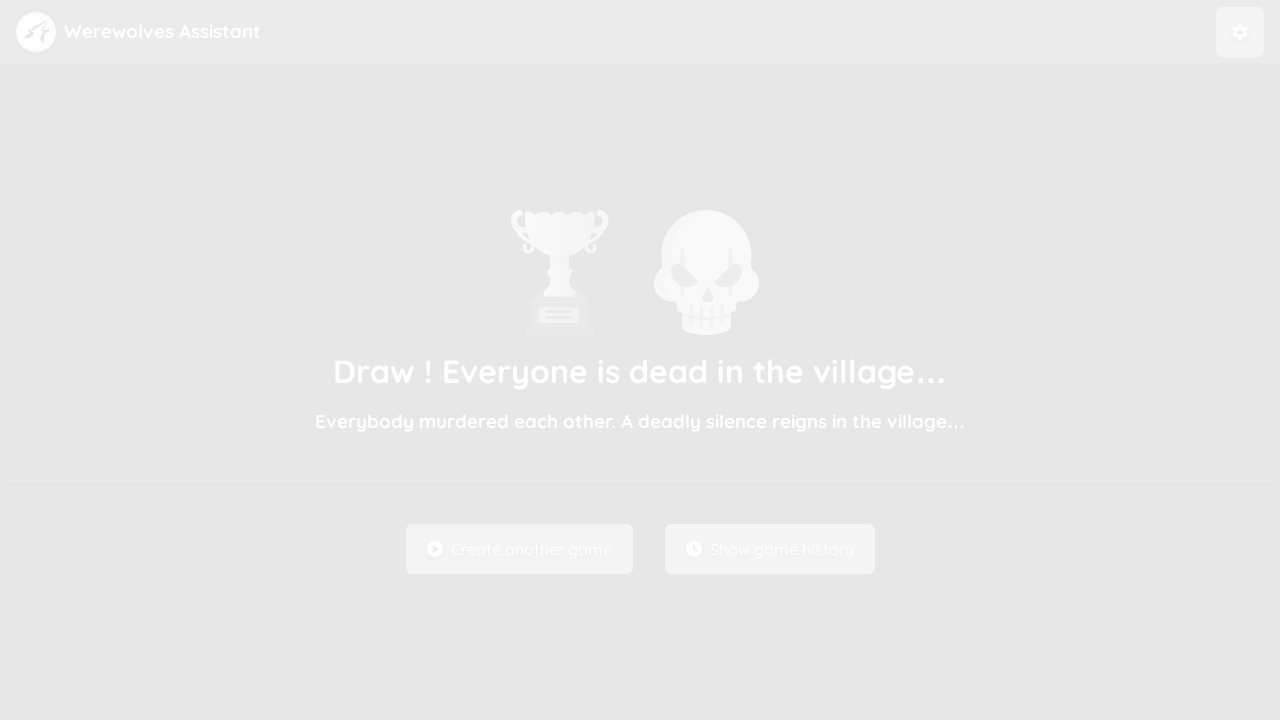 Werewolves Assistant
Draw ! Everyone is dead in the village...
Everybody murdered each other. A deadly silence reigns in the village...
Create another game
Show game history